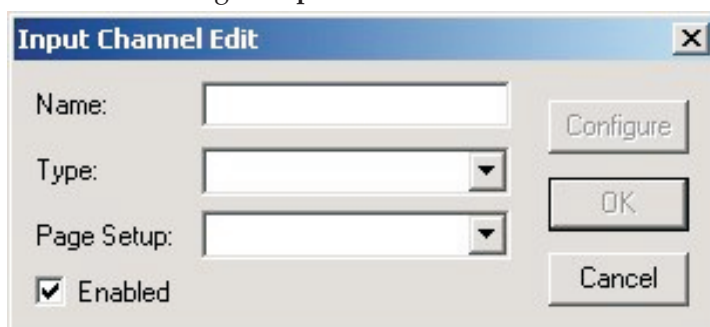 Input Channel Edit
Name:
Configure
Type:
OK
Page Setup:
Cancel
Enabled